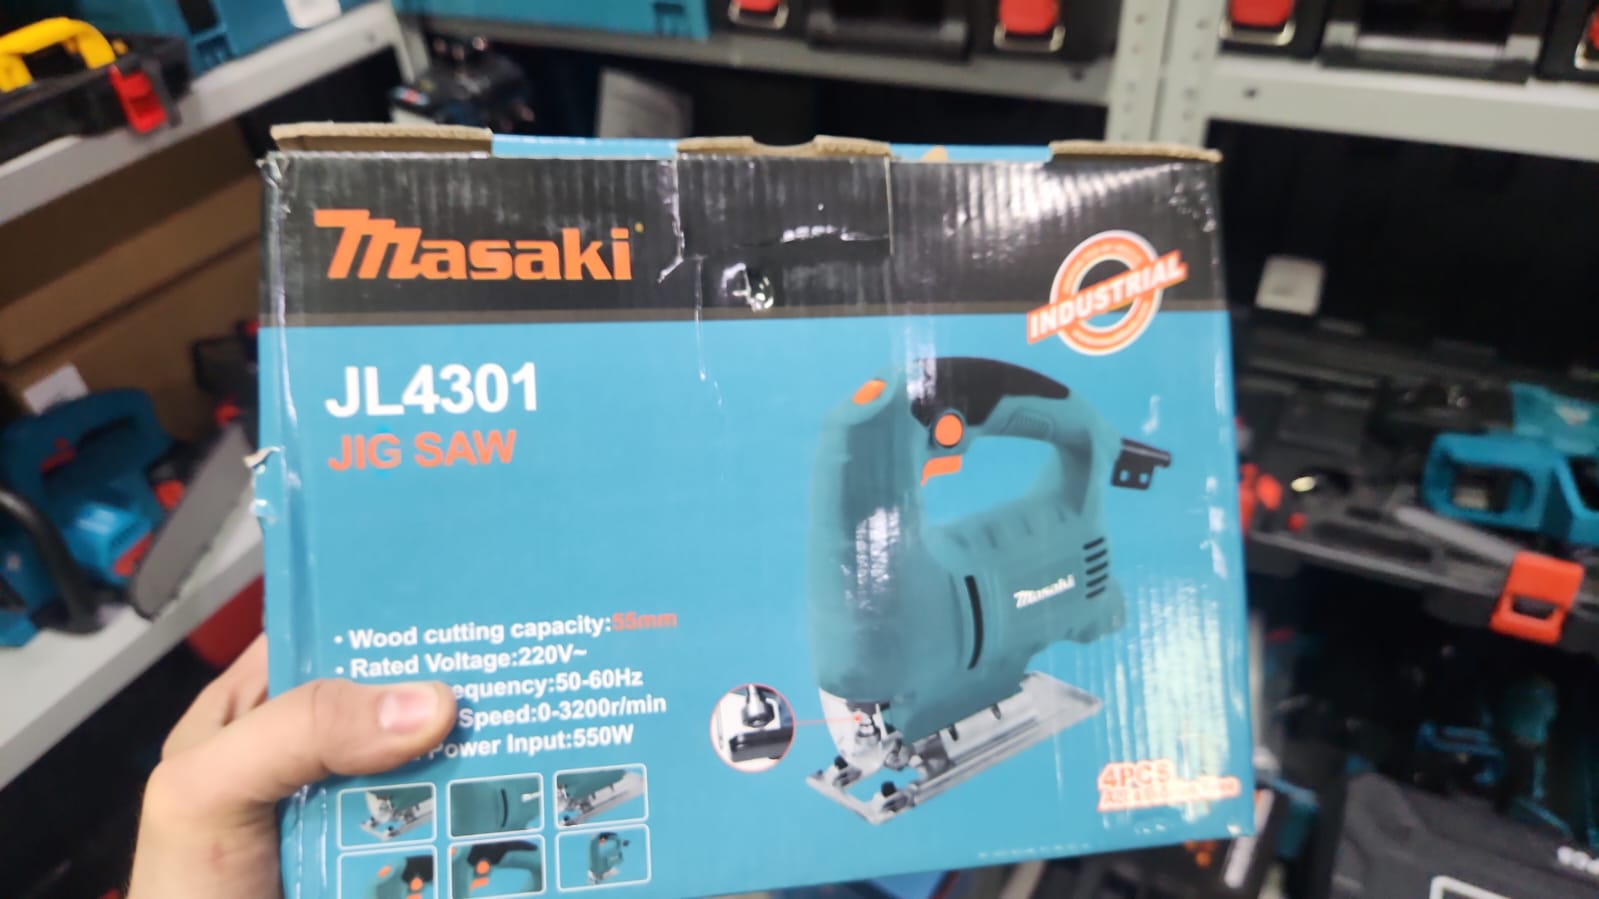 Masaki
INDUSTRIAL
JL4301
JIG SAW
• Wood cutting capacity:55mm
• Rated Voltage:220V~
equency:50-60Hz
Speed:0-3200r/min
Power Input:550W
Masaki
4PCS